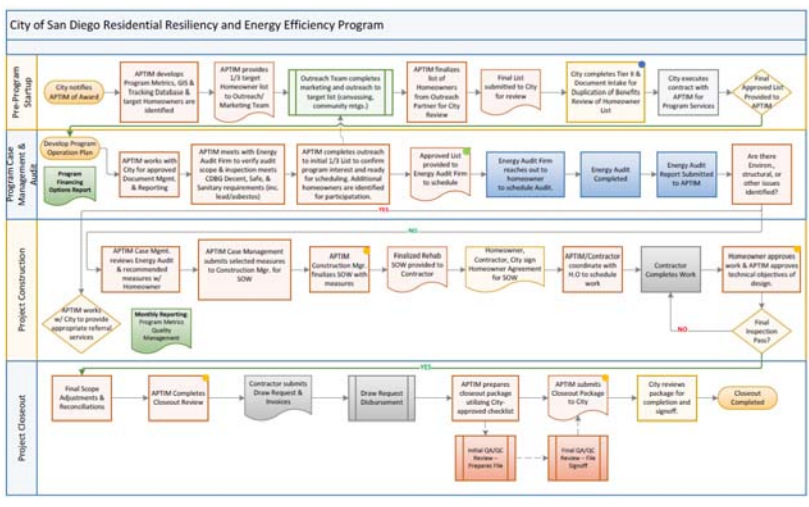 City of San Diego Residential Resiliency and Energy Efficiency Program
Pre-Program
Startup
City notifies
APTIM of Award
APTIM develops
Program Metrics, GIS &
Tracking Database &
target Homeowners are
identified
APTIM provides
1/3 target
Homeowner list
to Outreach/
Marketing Team
Outreach Team completes
marketing and outreach to
target list (canvassing,
community mtgs.)
APTIM finalizes
list of
Homeowners
from Outreach
Partner for City
Review
Final List
submitted to City
for review
City completes Tier II &
Document Intake for
Duplication of Benefits
Review of Homeowner
List
City executes
contract with
APTIM for
Program Services
Final
Approved List
Provided to
APTIM
Program Case
Management &
Audit
Develop Program
Operation Plan
Program
Financing
Options Report
APTIM works with
City for approved
Document Mgmt.
& Reporting
APTIM meets with Energy
Audit Firm to verify audit
scope & inspection meets
CDBG Decent, Safe, &
Sanitary requirements (inc.
lead/asbestos)
APTIM completes outreach
to initial 1/3 List to confirm
program interest and ready
for scheduling. Additional
homeowners are identified
for participatation.
Approved List
provided to
Energy Audit Firm
to schedule
Energy Audit Firm
reaches out to
homeowner
to schedule Audit.
Energy Audit
Completed
Energy Audit
Report Submitted
to APTIM
Are there
Environ.,
structural, or
other issues
identified?
YES
NO
Project Construction
APTIM Case Mgmt.
reviews Energy Audit
& recommended
measures w/
Homeowner
APTIM Case Management
submits selected measures
to Construction Mgr. for
SOW
APTIM
Construction Mgr.
finalizes SOW with
measures
Finalized Rehab
SOW provided to
Contractor
Homeowner,
Contractor, City sign
Homeowner Agreement
for SOW
APTIM/Contractor
coordinate with
H.O to schedule
work
Contractor
Completes Work
Homeowner approves
work & APTIM approves
technical objectives of
design.
APTIM works
w/ City to provide
appropriate referral
services
Monthly Reporting
Program Metrics
Quality
Management
NO
Final
Inspection
Pass?
YES
Project Closeout
Final Scope
Adjustments &
Reconciliations
APTIM Completes
Closeout Review
Contractor submits
Draw Request &
Invoices
Draw Request
Disbursement
APTIM prepares
closeout package
utilizing City-
approved checklist
APTIM submits
Closeout Package
to City
City reviews
package for
completion and
signoff.
Closeout
Completed
Initial QA/QC
Review –
Prepares File
Final QA/QC
Review – File
Signoff